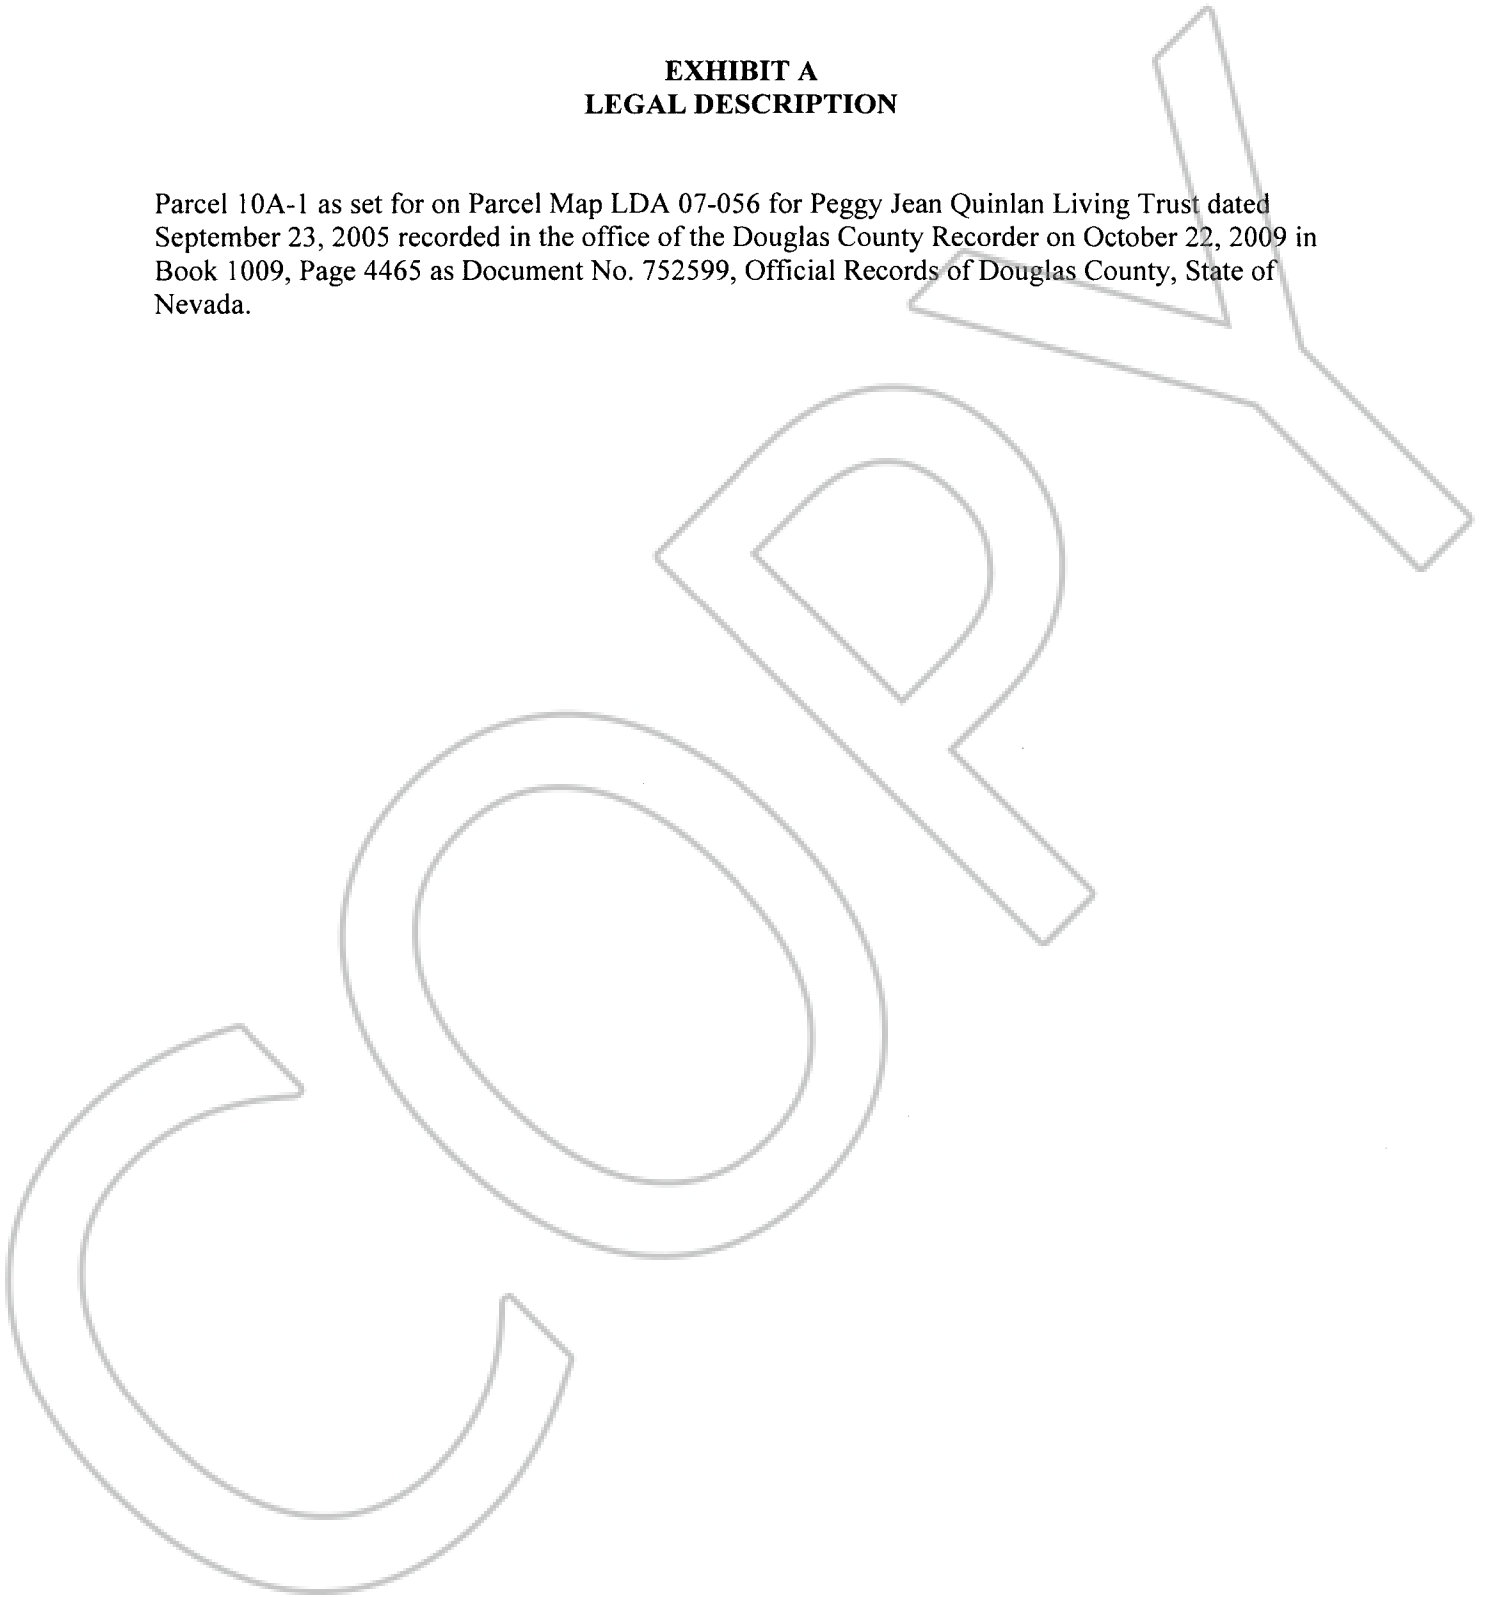 EXHIBIT A
LEGAL DESCRIPTION
Parcel 10A-1 as set for on Parcel Map LDA 07-056 for Peggy Jean Quinlan Living Trust dated
September 23, 2005 recorded in the office of the Douglas County Recorder on October 22, 2009 in
Book 1009, Page 4465 as Document No. 752599, Official Records of Douglas County, State of
Nevada.
COPY